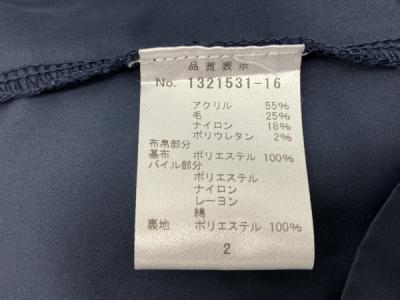 品質表示
No. 1321531-16
アクリル 55%
毛 25%
ナイロン 18%
ポリウレタン 2%
布帛部分
基布 ポリエステル 100%
パイル部分
ポリエステル
ナイロン
レーヨン
綿
裏地 ポリエステル 100%
2